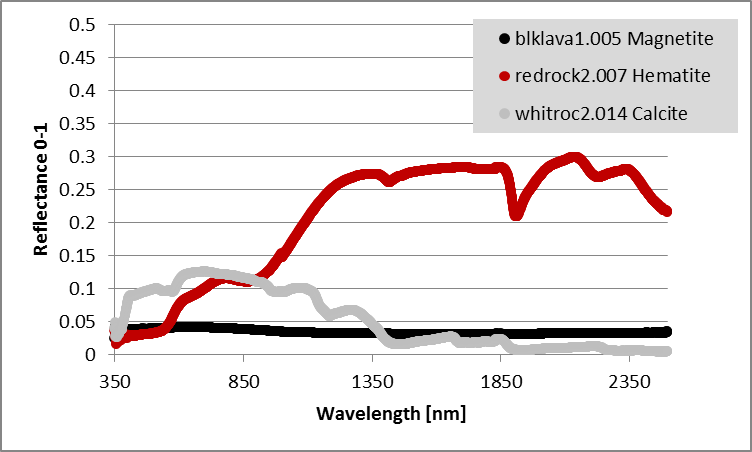 0.5
0.45
0.4
0.35
0.3
0.25
0.2
0.15
0.1
0.05
0
Reflectance 0-1
blklava1.005 Magnetite
redrock2.007 Hematite
whitroc2.014 Calcite
350 850 1350 1850 2350
Wavelength [nm]